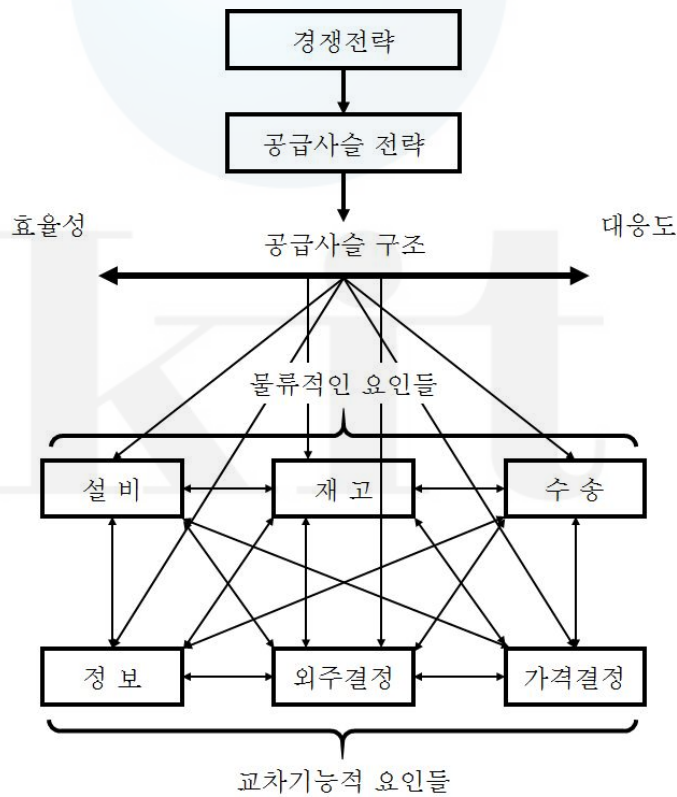 경쟁전략
공급사슬 전략
효율성
대응도
공급사슬 구조
물류적인 요인들
설 비
재 고
수 송
정 보
외주결정
가격결정
교차기능적 요인들
kit